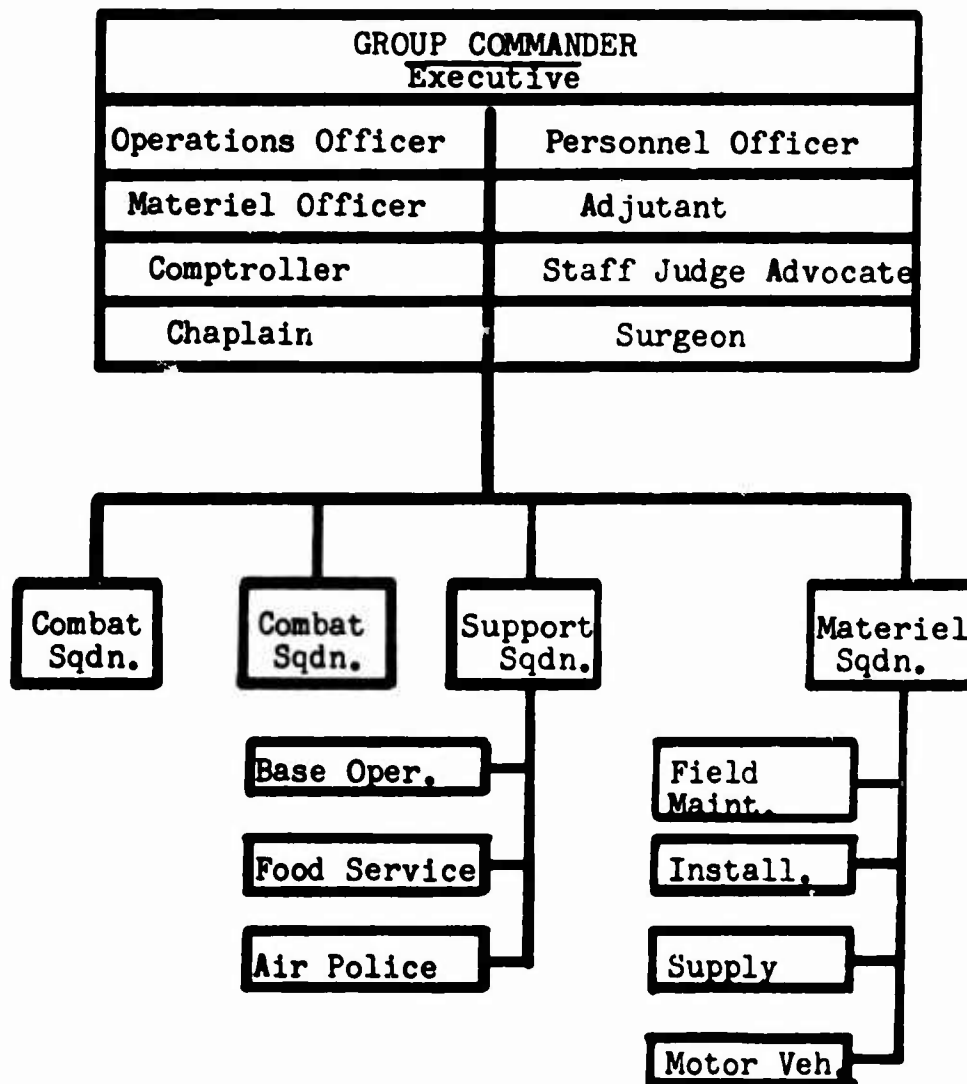 GROUP COMMANDER
Executive
Operations Officer Personnel Officer
Materiel Officer Adjutant
Comptroller Staff Judge Advocate
Chaplain Surgeon
Combat
Sqdn.
Combat
Sqdn.
Support
Sqdn.
Materiel
Sqdn.
Base Oper.
Food Service
Air Police
Field
Maint.
Install.
Supply
Motor Veh.